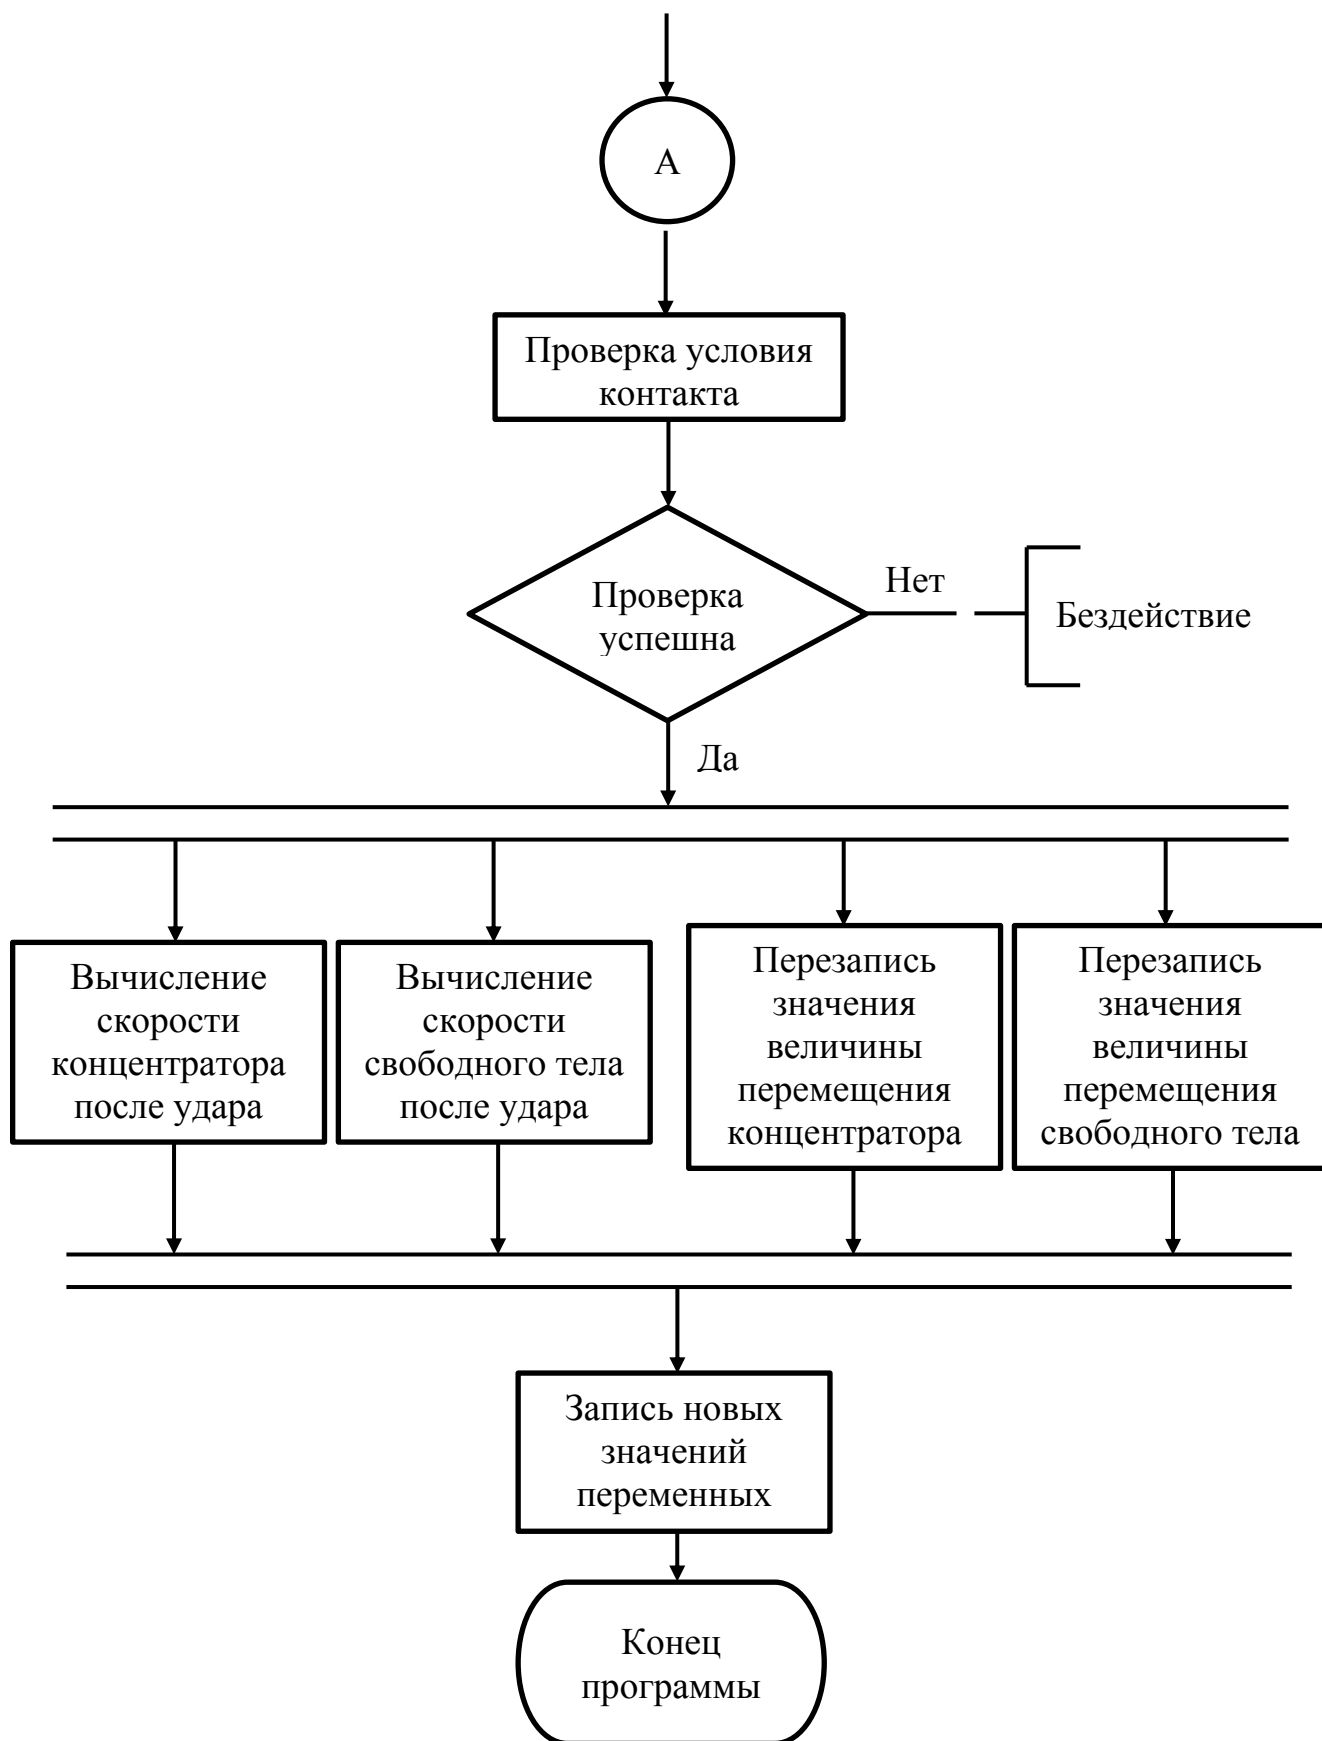 А
Проверка условия
контакта
Проверка
успешна
Нет
Бездействие
Да
Вычисление
скорости
концентратора
после удара
Вычисление
скорости
свободного тела
после удара
Перезапись
значения
величины
перемещения
концентратора
Перезапись
значения
величины
перемещения
свободного тела
Запись новых
значений
переменных
Конец
программы